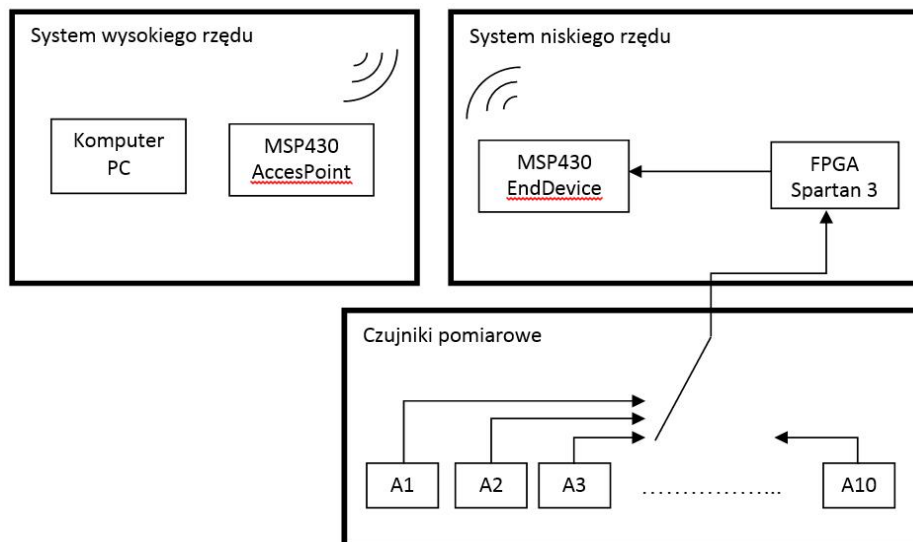 System wysokiego rzędu
Komputer
PC
MSP430
AccesPoint
System niskiego rzędu
MSP430
EndDevice
FPGA
Spartan 3
Czujniki pomiarowe
A1
A2
A3
A10